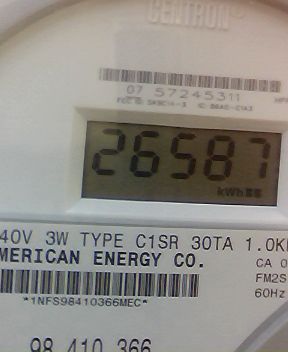 CENTRON
07 57245311
26587
kWh
40V 3W TYPE C1SR 30TA 1.0K
MERICAN ENERGY CO.
CA 0
FM2S
60Hz
*1NFS98410366MEC*
98 410 366